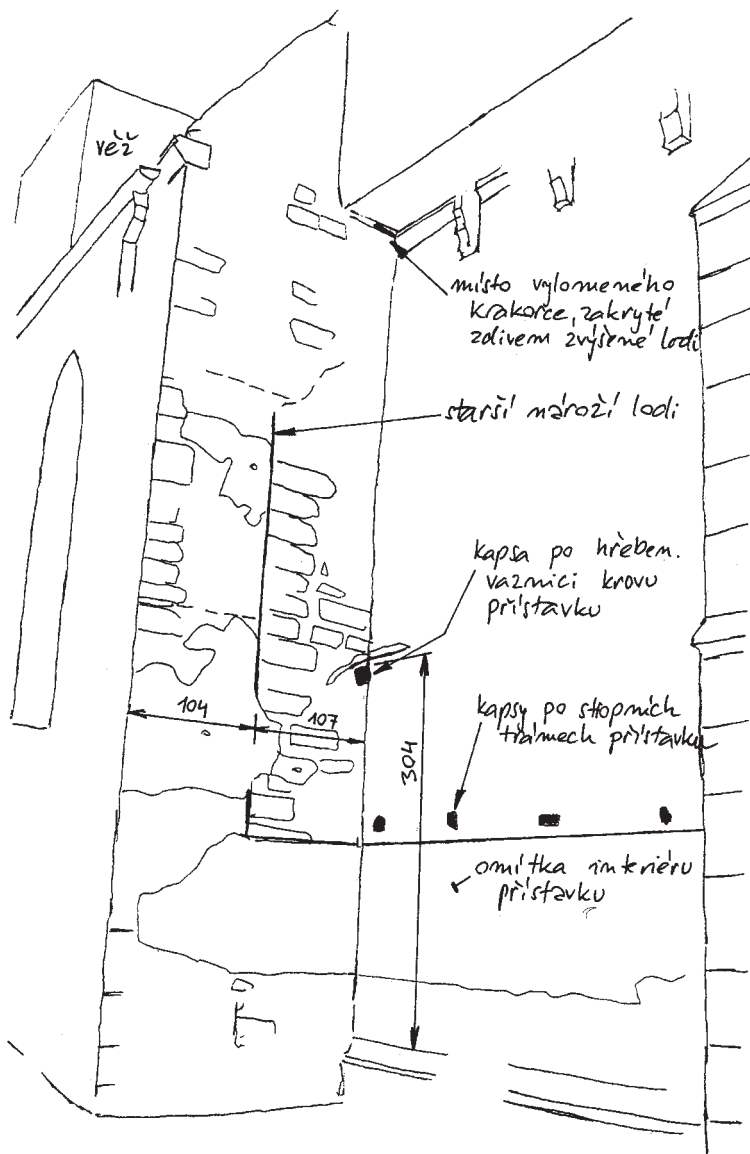 věž
místo vylomeného
krakorce, zakryté
zdivem zvýšené lodi
starší nároží lodi
kapsa po hřeben.
vaznici krovu
přístavku
104
107
304
kapsy po stropních
trámech přístavku
omítka interiéru
přístavku